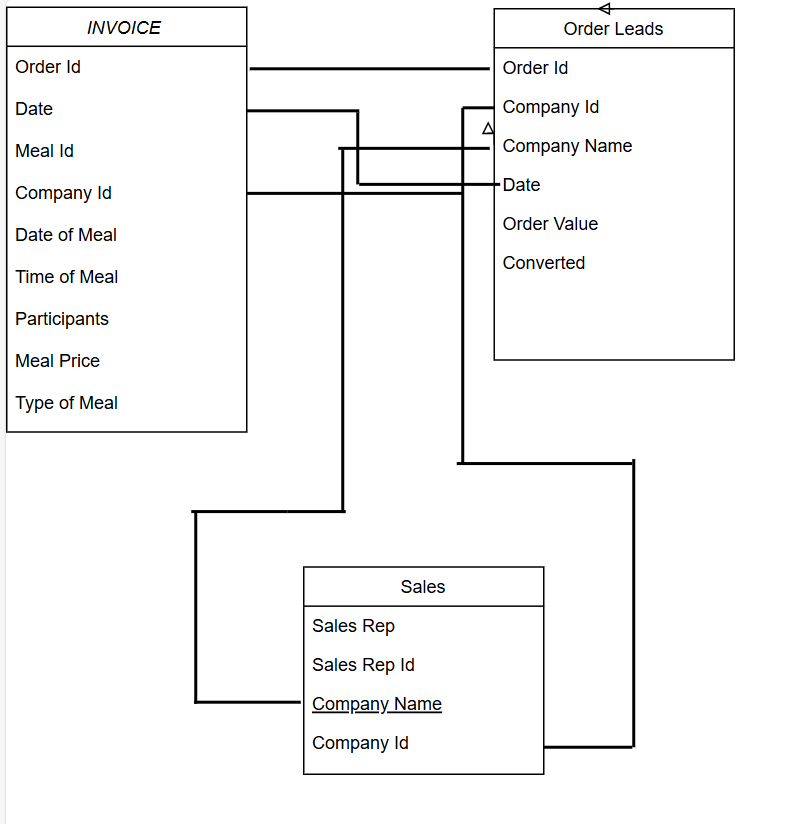 INVOICE
Order Id
Date
Meal Id
Company Id
Date of Meal
Time of Meal
Participants
Meal Price
Type of Meal
Order Leads
Order Id
Company Id
Company Name
Date
Order Value
Converted
Sales
Sales Rep
Sales Rep Id
Company Name
Company Id